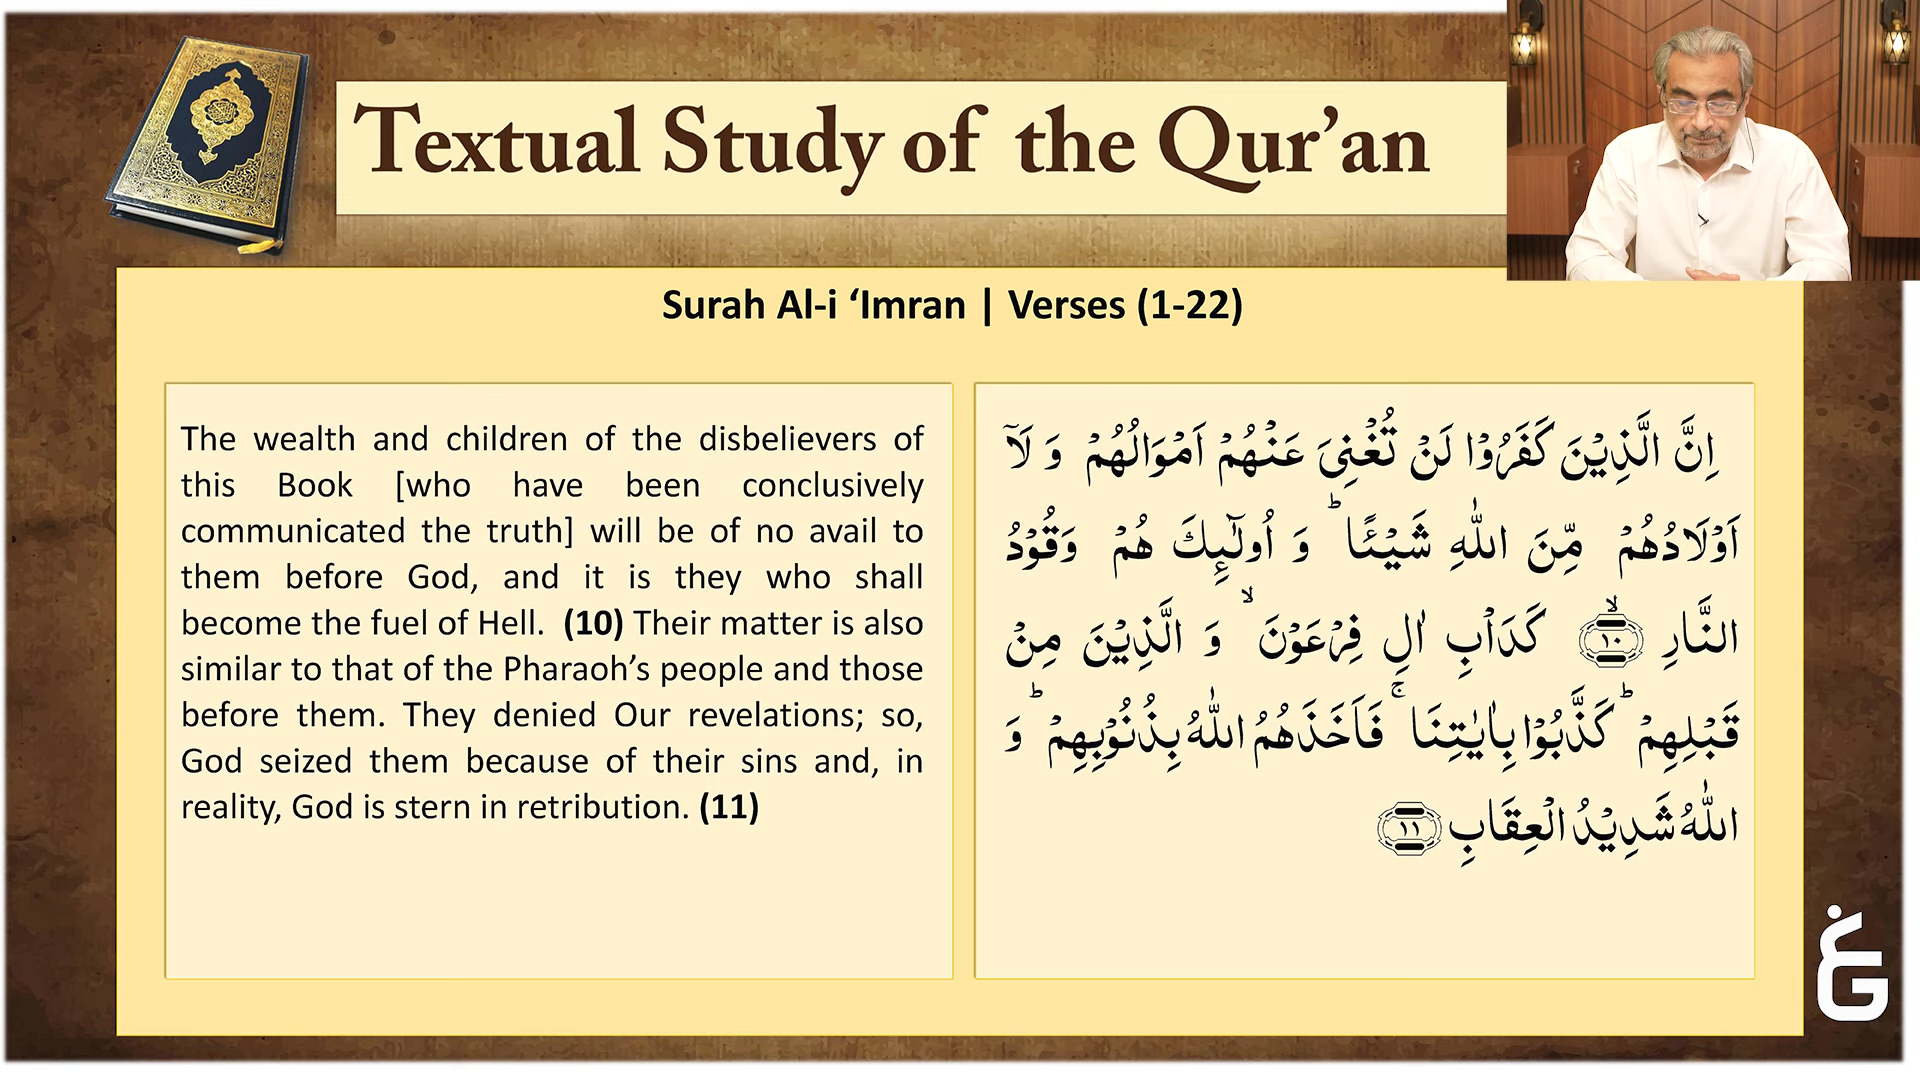 Textual Study of the Qur’an
Surah Al-i ‘Imran | Verses (1-22)
The wealth and children of the disbelievers of
this Book [who have been conclusively
communicated the truth] will be of no avail to
them before God, and it is they who shall
become the fuel of Hell. (10) Their matter is also
similar to that of the Pharaoh’s people and those
before them. They denied Our revelations; so,
God seized them because of their sins and, in
reality, God is stern in retribution. (11)
اِنَّ الَّذِيْنَ كَفَرُوْا لَنْ تُغْنِيَ عَنْهُمْ اَمْوَالُهُمْ وَ لَاۤ
اَوْلَادُهُمْ مِّنَ اللّٰهِ شَيْـًٔا ؕ وَ اُولٰٓىِٕكَ هُمْ وَقُوْدُ
النَّارِ ۙ۱۰ كَدَاْبِ اٰلِ فِرْعَوْنَ ۙ وَ الَّذِيْنَ مِنْ
قَبْلِهِمْ ؕ كَذَّبُوْا بِاٰيٰتِنَا ۚ فَاَخَذَهُمُ اللّٰهُ بِذُنُوْبِهِمْ ؕ وَ
اللّٰهُ شَدِيْدُ الْعِقَابِ ۱۱
غ
G